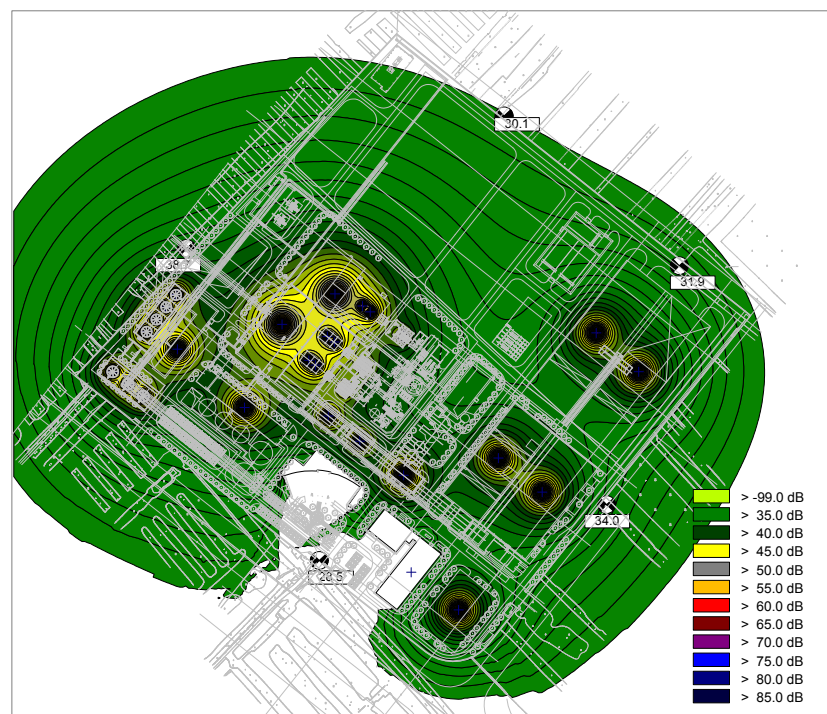 30.1
31.9
34.0
28.5
> -99.0 dB
> 35.0 dB
> 40.0 dB
> 45.0 dB
> 50.0 dB
> 55.0 dB
> 60.0 dB
> 65.0 dB
> 70.0 dB
> 75.0 dB
> 80.0 dB
> 85.0 dB